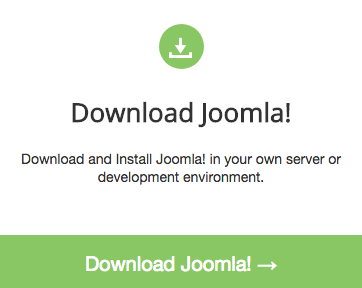 Download Joomla!
Download and Install Joomla! in your own server or
development environment.
Download Joomla! →